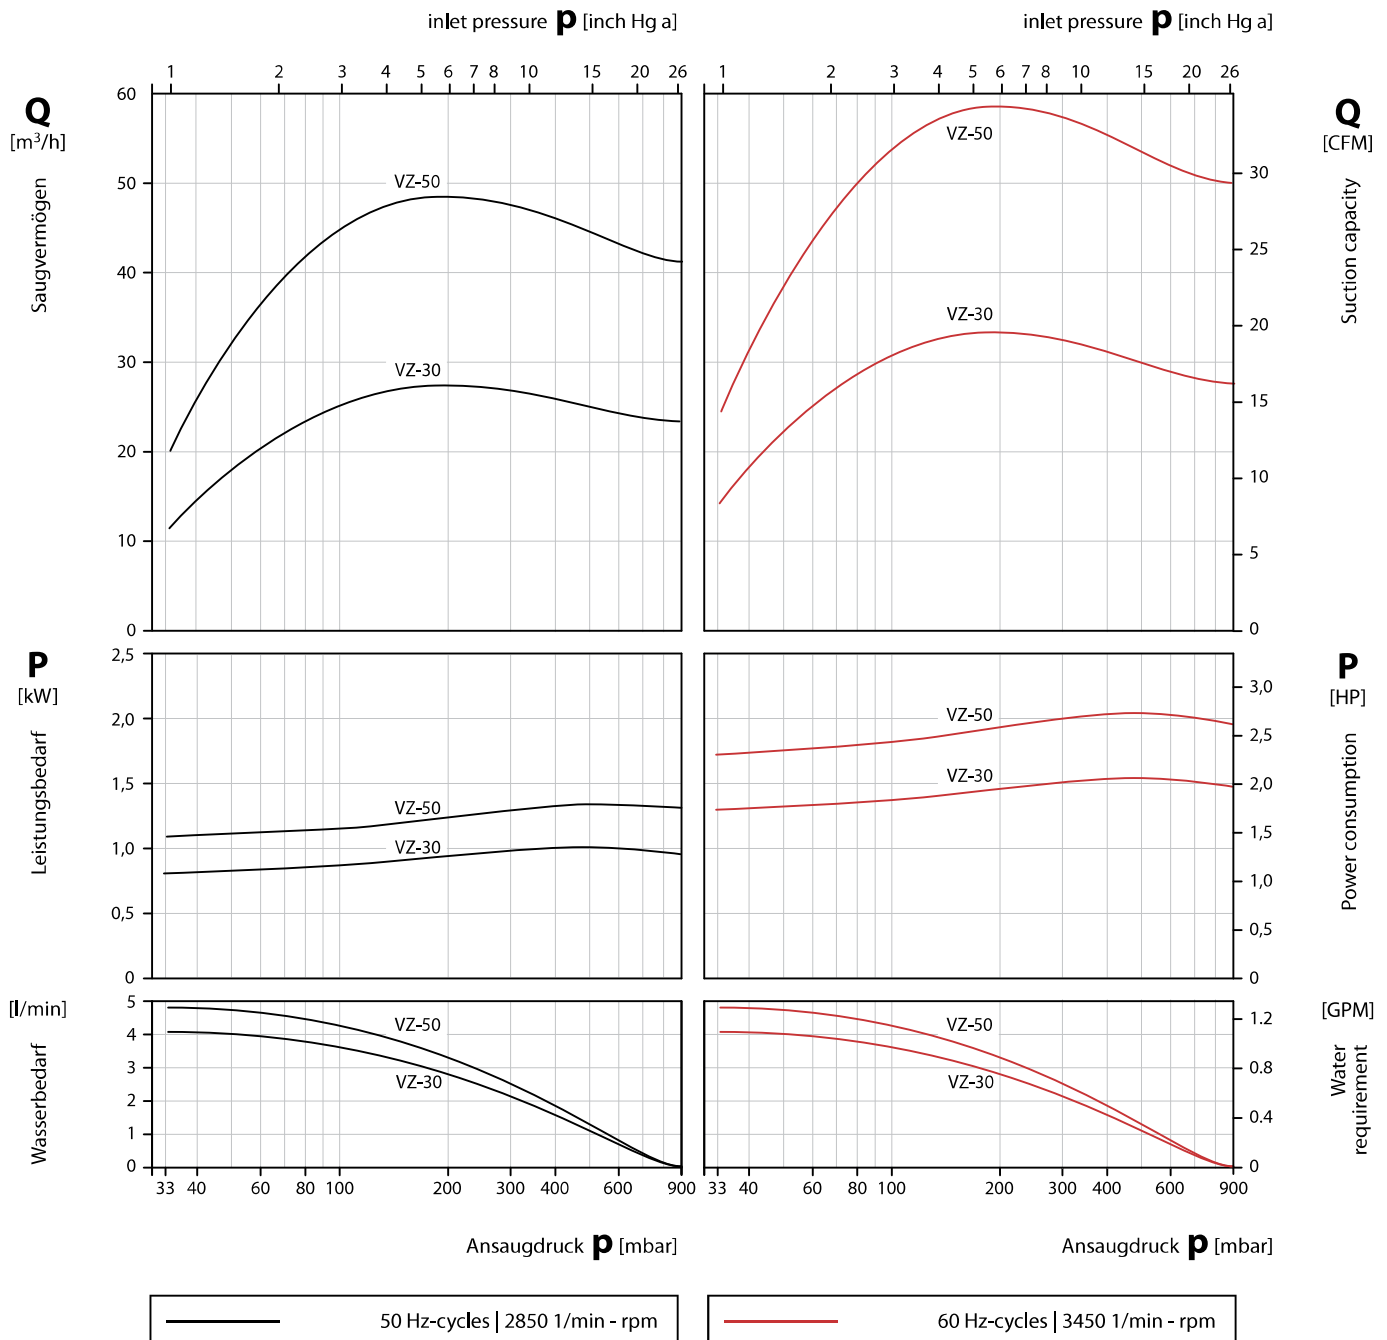 inlet pressure p [inch Hg a]
inlet pressure p [inch Hg a]
1 2 3 4 5 6 7 8 10 15 20 26
1 2 3 4 5 6 7 8 10 15 20 26
Q
[m³/h]
Saugvermögen
60
50
40
30
20
10
0
VZ-50
VZ-30
VZ-50
VZ-30
30
25
20
15
10
5
0
Q
[CFM]
Suction capacity
P
[kW]
Leistungsbedarf
2,5
2,0
1,5
1,0
0,5
0
VZ-50
VZ-30
VZ-50
VZ-30
3,0
2,5
2,0
1,5
1,0
0,5
0
P
[HP]
Power consumption
[l/min]
Wasserbedarf
5
4
3
2
1
0
VZ-50
VZ-30
VZ-50
VZ-30
1.2
0.8
0.4
0
[GPM]
Water
requirement
33 40 60 80 100 200 300 400 600 900
33 40 60 80 100 200 300 400 600 900
Ansaugdruck p [mbar]
Ansaugdruck p [mbar]
50 Hz-cycles | 2850 1/min - rpm
60 Hz-cycles | 3450 1/min - rpm